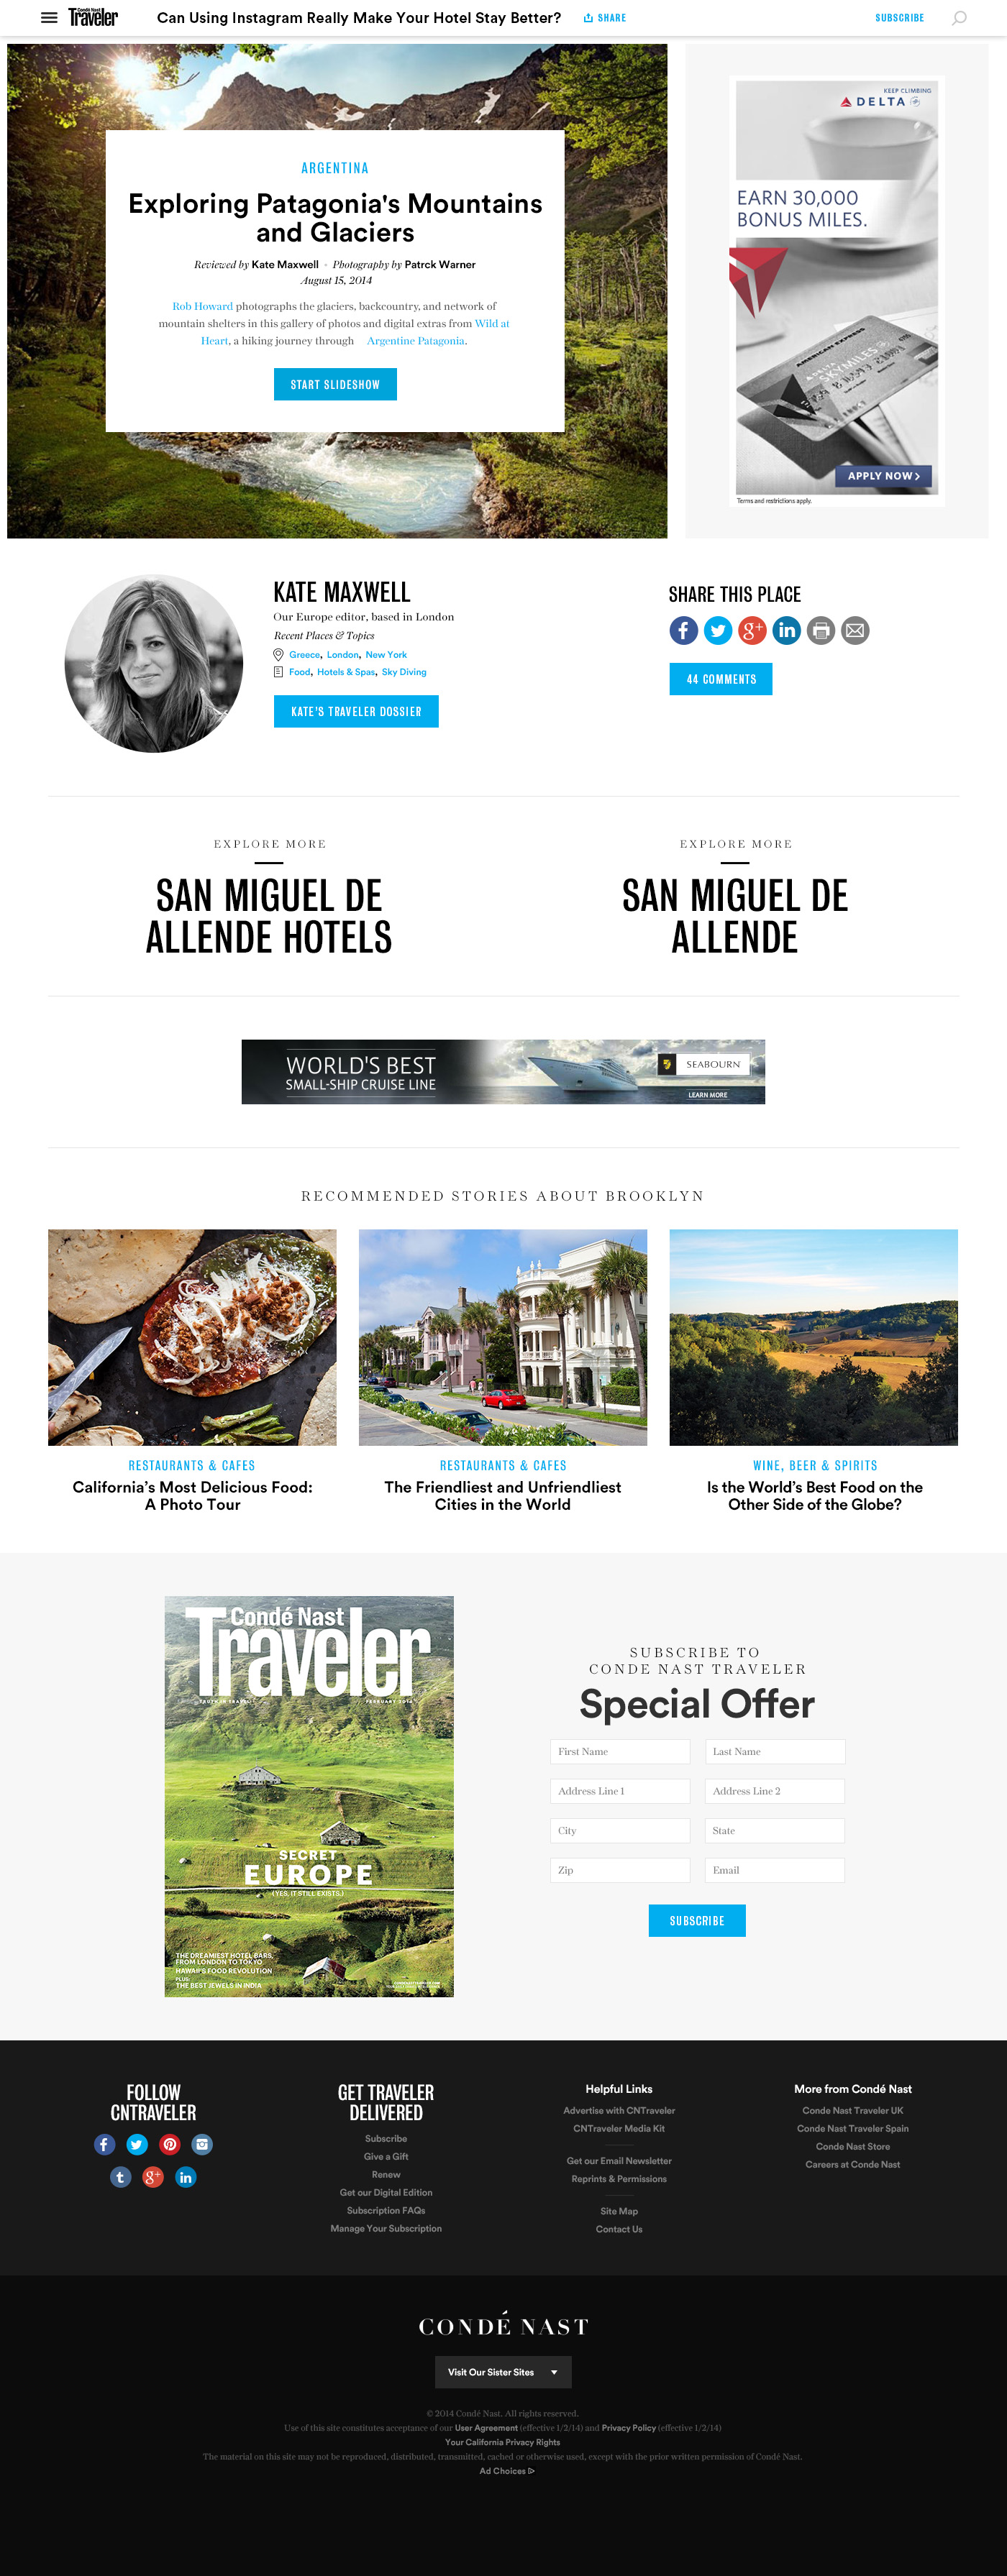 Condé Nast
Traveler
Can Using Instagram Really Make Your Hotel Stay Better?
SHARE
SUBSCRIBE
ARGENTINA
Exploring Patagonia's Mountains
and Glaciers
Reviewed by Kate Maxwell - Photography by Patrck Warner
August 15, 2014
Rob Howard photographs the glaciers, backcountry, and network of
mountain shelters in this gallery of photos and digital extras from Wild at
Heart, a hiking journey through Argentine Patagonia.
START SLIDESHOW
KEEP CLIMBING
DELTA
EARN 30,000
BONUS MILES.
AMERICAN EXPRESS
SKYMILES
APPLY NOW
Terms and restrictions apply.
KATE MAXWELL
Our Europe editor, based in London
Recent Places & Topics
Greece, London, New York
Food, Hotels & Spas, Sky Diving
KATE'S TRAVELER DOSSIER
SHARE THIS PLACE
44 COMMENTS
EXPLORE MORE
SAN MIGUEL DE
ALLENDE HOTELS
EXPLORE MORE
SAN MIGUEL DE
ALLENDE
WORLD'S BEST
SMALL-SHIP CRUISE LINE
SEABOURN
LEARN MORE
RECOMMENDED STORIES ABOUT BROOKLYN
RESTAURANTS & CAFES
California's Most Delicious Food:
A Photo Tour
RESTAURANTS & CAFES
The Friendliest and Unfriendliest
Cities in the World
WINE, BEER & SPIRITS
Is the World's Best Food on the
Other Side of the Globe?
Condé Nast
Traveler
TRUTH IN TRAVEL
FEBRUARY 2014
SECRET
EUROPE
(YES, IT STILL EXISTS.)
THE DREAMIEST HOTEL BARS,
FROM LONDON TO TOKYO
HAWAII'S FOOD REVOLUTION
PLUS:
THE BEST JEWELS IN INDIA
SUBSCRIBE TO
CONDE NAST TRAVELER
Special Offer
First Name
Last Name
Address Line 1
Address Line 2
City
State
Zip
Email
SUBSCRIBE
FOLLOW
CNTRAVELER
GET TRAVELER
DELIVERED
Subscribe
Give a Gift
Renew
Get our Digital Edition
Subscription FAQs
Manage Your Subscription
Helpful Links
Advertise with CNTraveler
CNTraveler Media Kit
Get our Email Newsletter
Reprints & Permissions
Site Map
Contact Us
More from Condé Nast
Conde Nast Traveler UK
Conde Nast Traveler Spain
Conde Nast Store
Careers at Conde Nast
CONDÉ NAST
Visit Our Sister Sites
© 2014 Condé Nast. All rights reserved.
Use of this site constitutes acceptance of our User Agreement (effective 1/2/14) and Privacy Policy (effective 1/2/14)
Your California Privacy Rights
The material on this site may not be reproduced, distributed, transmitted, cached or otherwise used, except with the prior written permission of Condé Nast.
Ad Choices